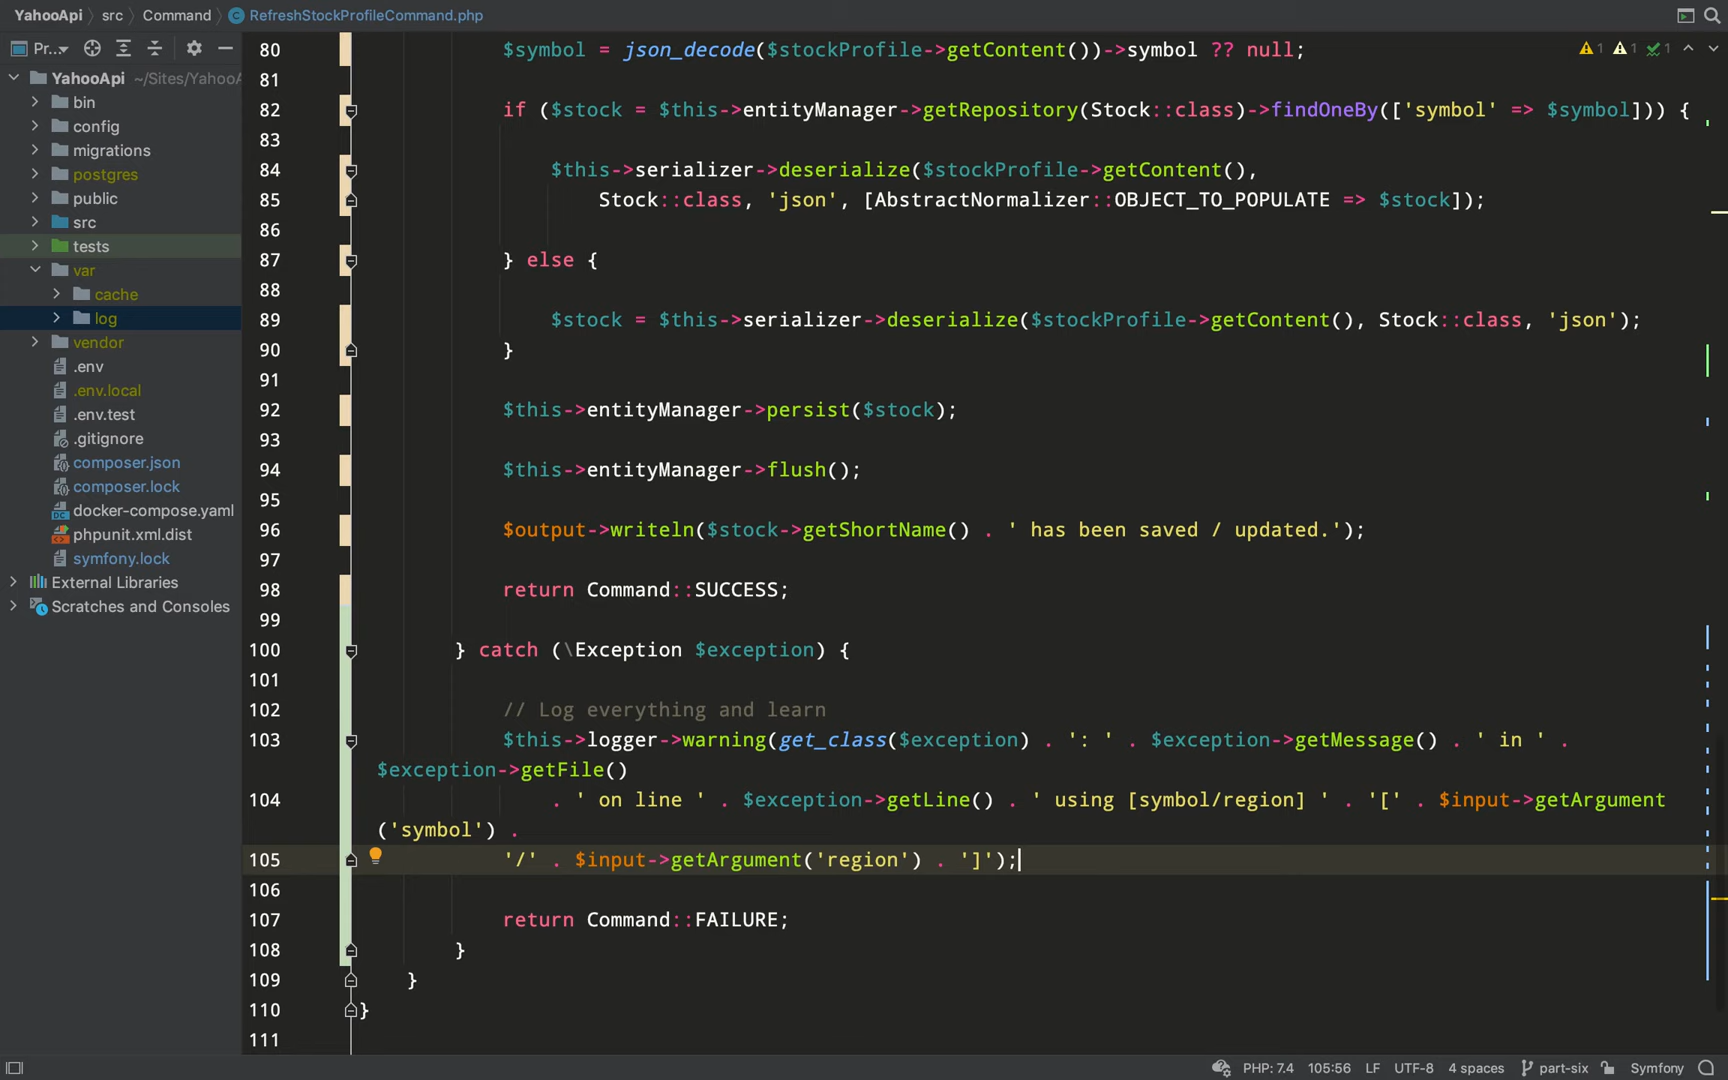 YahooApi src Command RefreshStockProfileCommand.php
Pr...
YahooApi ~/Sites/YahooA
bin
config
migrations
postgres
public
src
tests
var
cache
log
vendor
.env
.env.local
.env.test
.gitignore
composer.json
composer.lock
docker-compose.yaml
phpunit.xml.dist
symfony.lock
External Libraries
Scratches and Consoles
1 1 1
80 $symbol = json_decode($stockProfile->getContent())->symbol ?? null;
81
82 if ($stock = $this->entityManager->getRepository(Stock::class)->findOneBy(['symbol' => $symbol])) {
83
84 $this->serializer->deserialize($stockProfile->getContent(),
85 Stock::class, 'json', [AbstractNormalizer::OBJECT_TO_POPULATE => $stock]);
86
87 } else {
88
89 $stock = $this->serializer->deserialize($stockProfile->getContent(), Stock::class, 'json');
90 }
91
92 $this->entityManager->persist($stock);
93
94 $this->entityManager->flush();
95
96 $output->writeln($stock->getShortName() . ' has been saved / updated.');
97
98 return Command::SUCCESS;
99
100 } catch (\Exception $exception) {
101
102 // Log everything and learn
103 $this->logger->warning(get_class($exception) . ': ' . $exception->getMessage() . ' in ' .
$exception->getFile()
104 . ' on line ' . $exception->getLine() . ' using [symbol/region] ' . '[' . $input->getArgument
('symbol') .
105 '/' . $input->getArgument('region') . ']');
106
107 return Command::FAILURE;
108 }
109 }
110 }
111
PHP: 7.4 105:56 LF UTF-8 4 spaces part-six Symfony